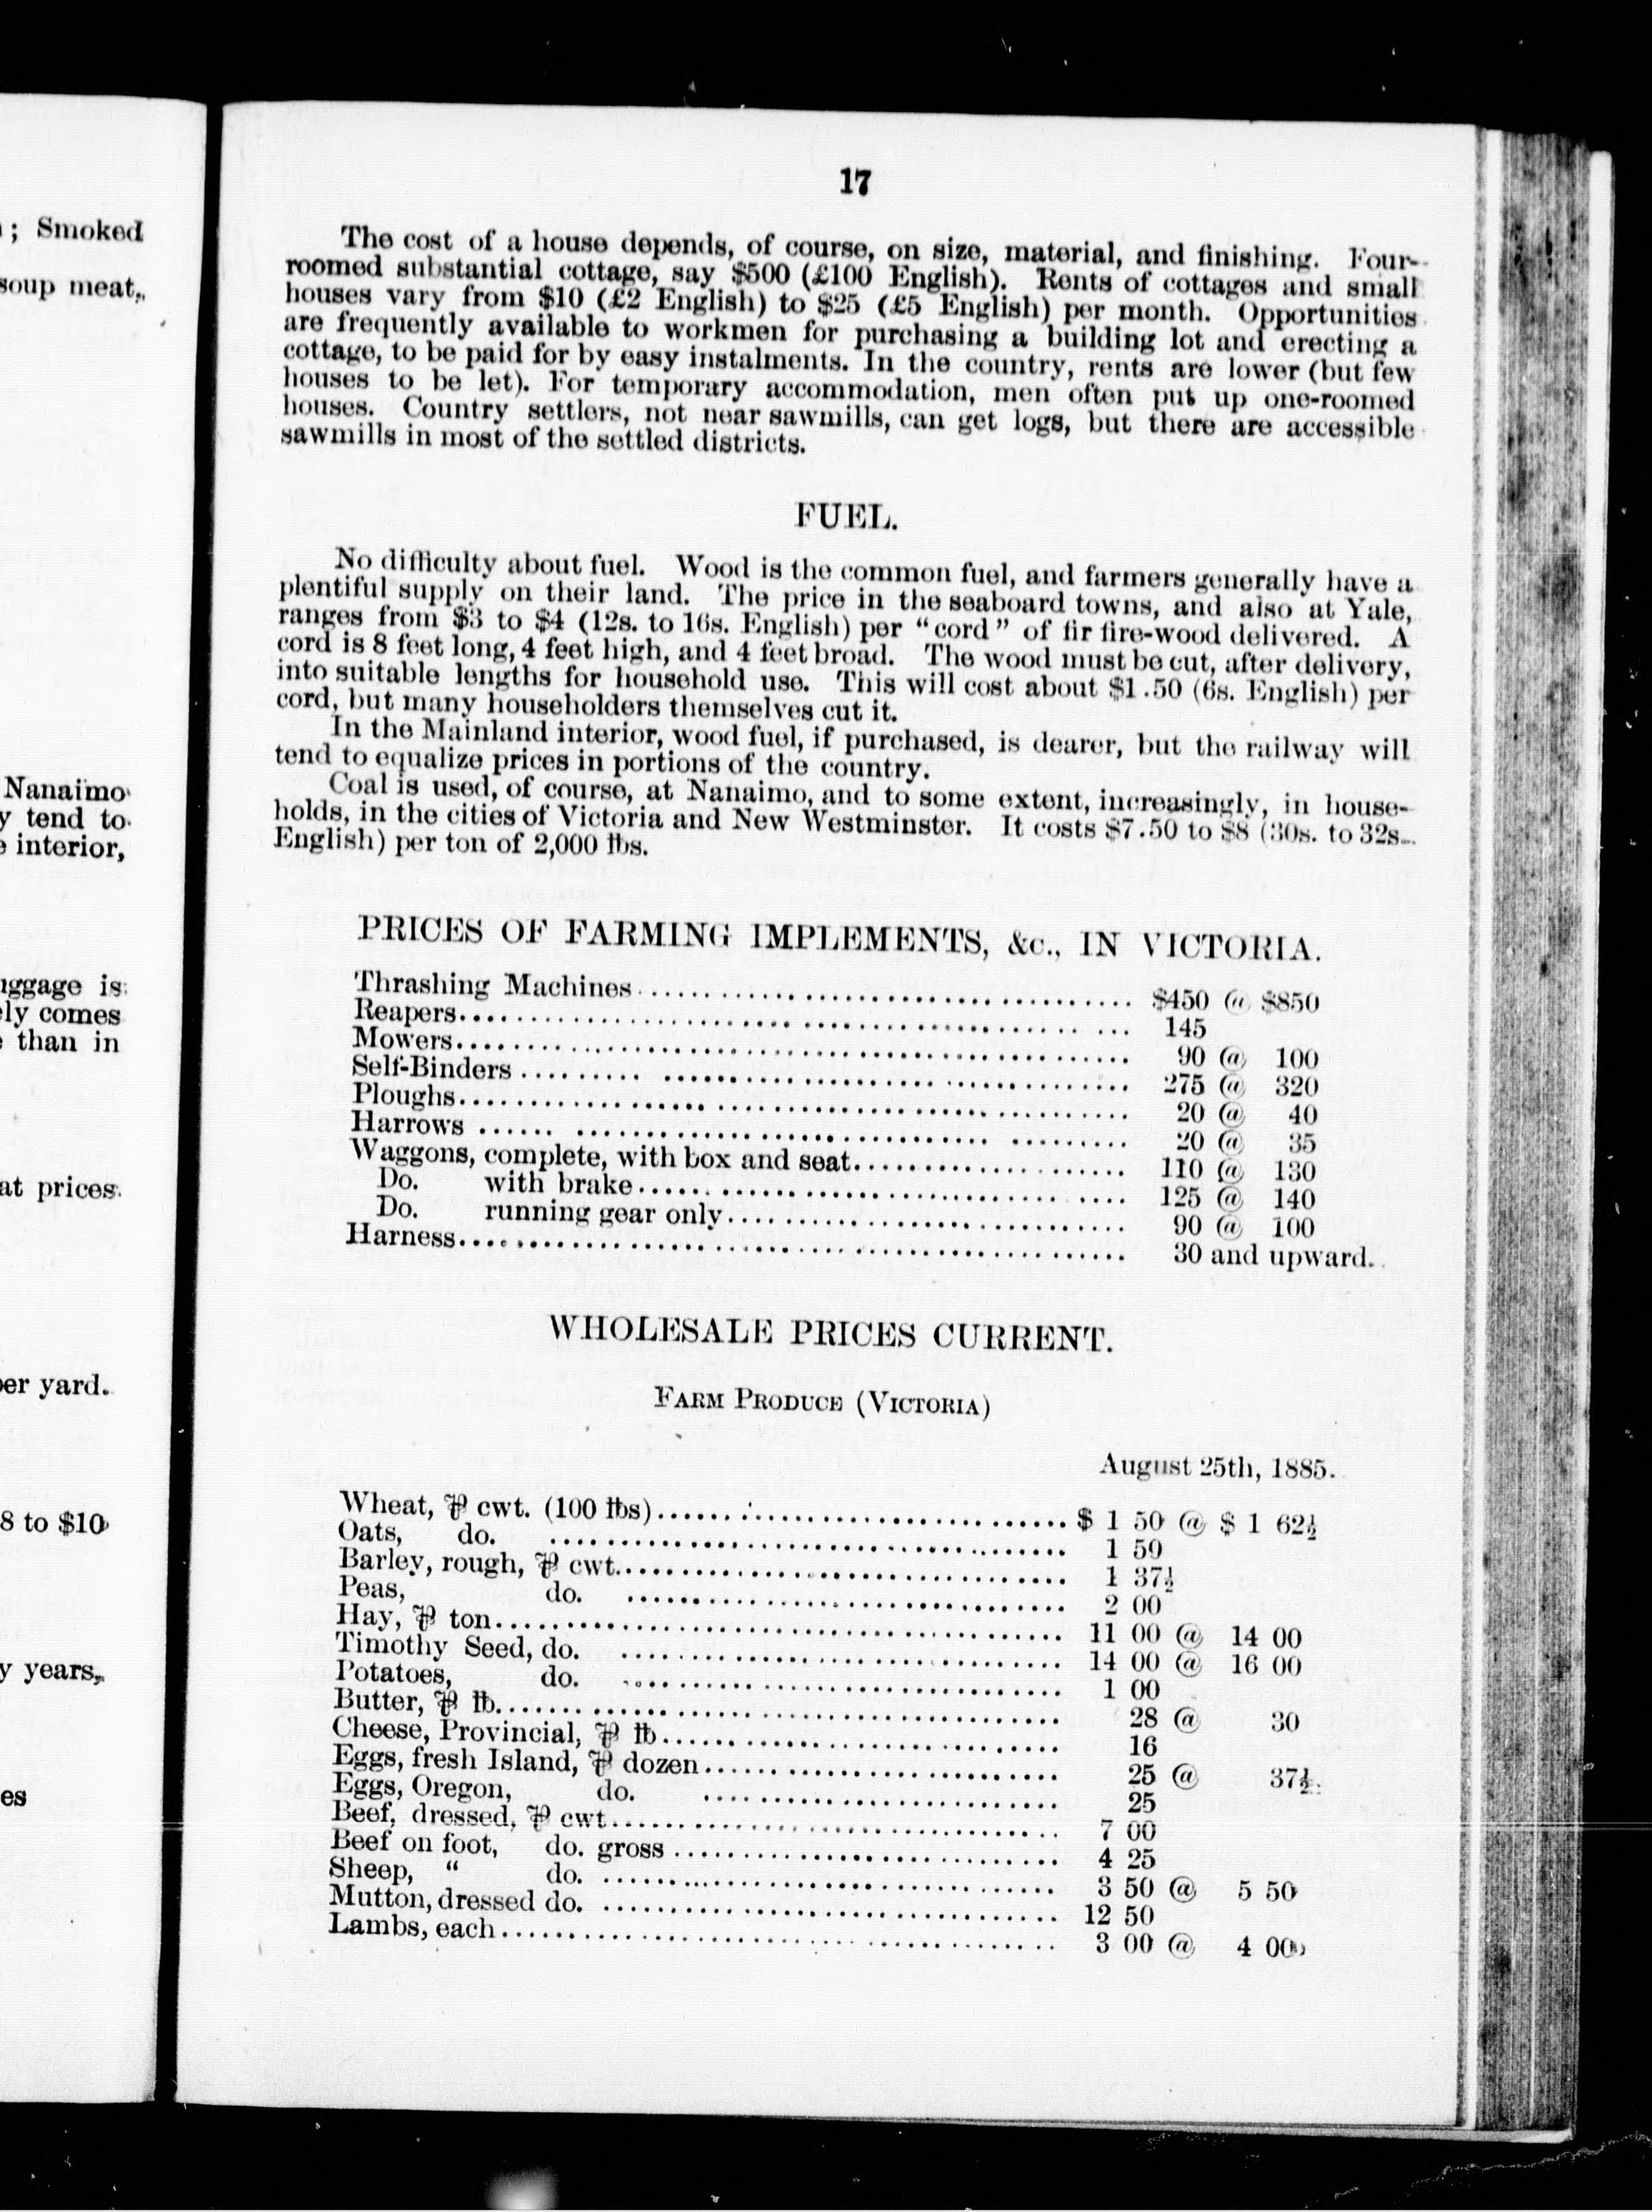 ; Smoked
soup meat,
Nanaimo
y tend to
interior,
luggage is
ly comes
than in
at prices
per yard.
8 to $10
y years,
es
17
The cost of a house depends, of course, on size, material, and finishing. Four-
roomed substantial cottage, say $500 (£100 English). Rents of cottages and small
houses vary from $10 (£2 English) to $25 (£5 English) per month. Opportunities
are frequently available to workmen for purchasing a building lot and erecting a
cottage, to be paid for by easy instalments. In the country, rents are lower (but few
houses to be let). For temporary accommodation, men often put up one-roomed
houses. Country settlers, not near sawmills, can get logs, but there are accessible
sawmills in most of the settled districts.
FUEL.
No difficulty about fuel. Wood is the common fuel, and farmers generally have a
plentiful supply on their land. The price in the seaboard towns, and also at Yale,
ranges from $3 to $4 (12s. to 16s. English) per "cord" of fir fire-wood delivered. A
cord is 8 feet long, 4 feet high, and 4 feet broad. The wood must be cut, after delivery,
into suitable lengths for household use. This will cost about $1.50 (6s. English) per
cord, but many householders themselves cut it.
In the Mainland interior, wood fuel, if purchased, is dearer, but the railway will
tend to equalize prices in portions of the country.
Coal is used, of course, at Nanaimo, and to some extent, increasingly, in house-
holds, in the cities of Victoria and New Westminster. It costs $7.50 to $8 (30s. to 32s.
English) per ton of 2,000 lbs.
PRICES OF FARMING IMPLEMENTS, &c., IN VICTORIA.
Thrashing Machines.......... $450 @ $850
Reapers.......... 145
Mowers.......... 90 @ 100
Self-Binders.......... 275 @ 320
Ploughs.......... 20 @ 40
Harrows.......... 20 @ 35
Waggons, complete, with box and seat.......... 110 @ 130
Do. with brake.......... 125 @ 140
Do. running gear only.......... 90 @ 100
Harness.......... 30 and upward.
WHOLESALE PRICES CURRENT.
FARM PRODUCE (VICTORIA)
August 25th, 1885.
Wheat, ⅌ cwt. (100 lbs).......... $ 1 50 @ $ 1 62½
Oats, do. .......... 1 50
Barley, rough, ⅌ cwt.......... 1 37½
Peas, do. .......... 2 00
Hay, ⅌ ton.......... 11 00 @ 14 00
Timothy Seed, do. .......... 14 00 @ 16 00
Potatoes, do. .......... 1 00
Butter, ⅌ lb.......... 28 @ 30
Cheese, Provincial, ⅌ lb.......... 16
Eggs, fresh Island, ⅌ dozen.......... 25 @ 37½
Eggs, Oregon, do. .......... 25
Beef, dressed, ⅌ cwt.......... 7 00
Beef on foot, do. gross.......... 4 25
Sheep, " do. .......... 3 50 @ 5 50
Mutton, dressed do. .......... 12 50
Lambs, each.......... 3 00 @ 4 00